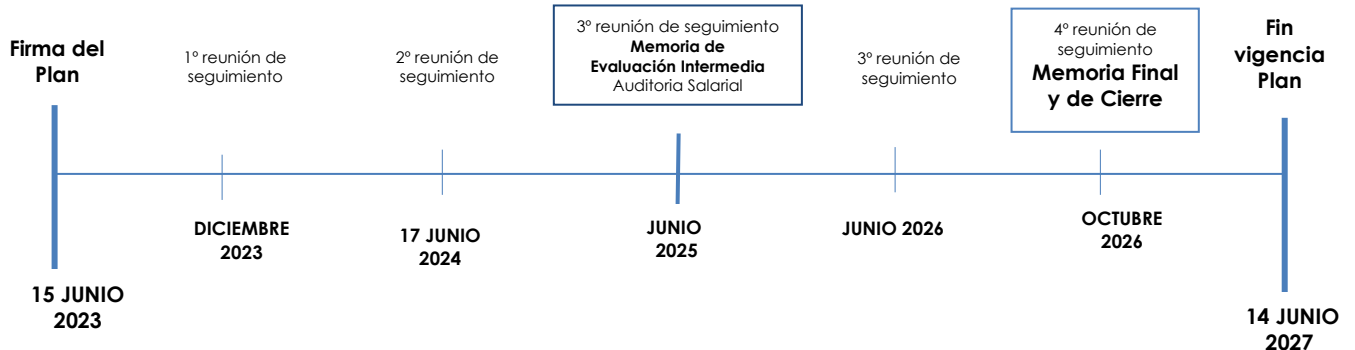 Firma del
Plan
1º reunión de
seguimiento
2º reunión de
seguimiento
3º reunión de seguimiento
Memoria de
Evaluación Intermedia
Auditoria Salarial
3º reunión de
seguimiento
4º reunión de
seguimiento
Memoria Final
y de Cierre
Fin
vigencia
Plan
15 JUNIO
2023
DICIEMBRE
2023
17 JUNIO
2024
JUNIO
2025
JUNIO 2026
OCTUBRE
2026
14 JUNIO
2027